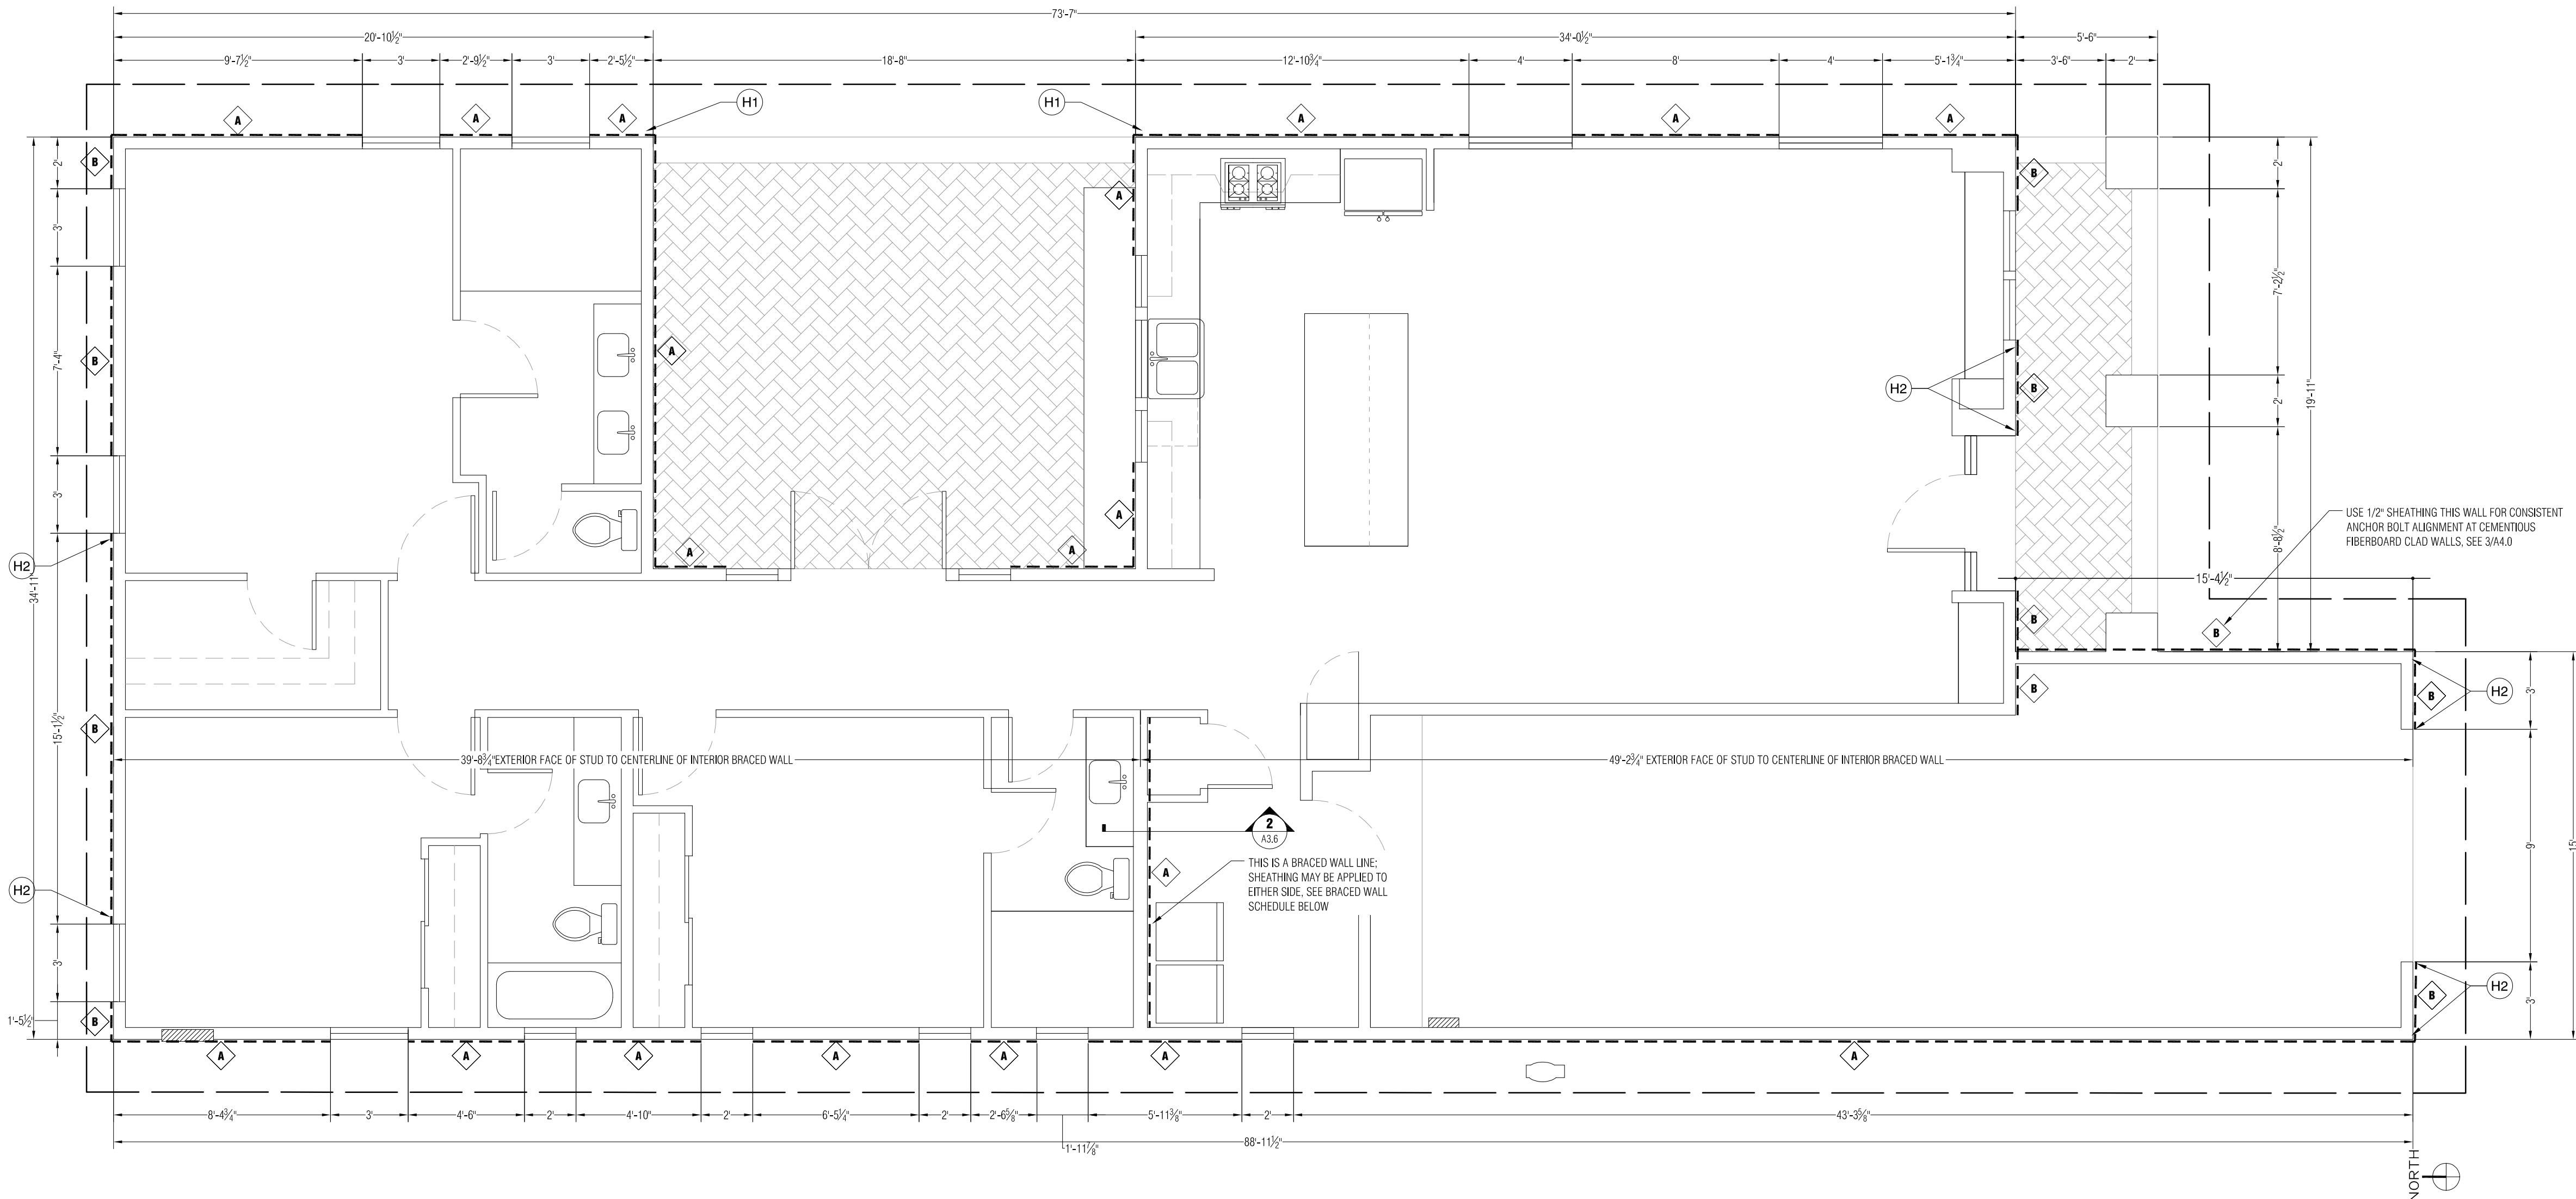 73'-7"
20'-10½"
34'-0½"
5'-6"
9'-7½"
3'
2'-9½"
3'
2'-5½"
18'-8"
12'-10¾"
4'
8'
4'
5'-1¾"
3'-6"
2'
H1
H1
A
A
A
A
A
A
B
2'
B
2'
A
3'
7'-2½"
19'-11"
B
7'-4"
A
H2
B
2'
3'
A
8'-8½"
USE 1/2" SHEATHING THIS WALL FOR CONSISTENT
ANCHOR BOLT ALIGNMENT AT CEMENTIOUS
FIBERBOARD CLAD WALLS, SEE 3/A4.0
A
A
H2
34'-11"
15'-4½"
B
B
B
B
H2
3'
B
15'-1½"
39'-8¾"EXTERIOR FACE OF STUD TO CENTERLINE OF INTERIOR BRACED WALL
49'-2¾" EXTERIOR FACE OF STUD TO CENTERLINE OF INTERIOR BRACED WALL
2
A3.6
9'
15'
THIS IS A BRACED WALL LINE;
SHEATHING MAY BE APPLIED TO
EITHER SIDE, SEE BRACED WALL
SCHEDULE BELOW
A
H2
3'
H2
B
3'
1'-5½"
B
A
A
A
A
A
A
A
8'-4¾"
3'
4'-6"
2'
4'-10"
2'
6'-5¼"
2'
2'-6⅝"
5'-11⅜"
2'
43'-3⅝"
1'-11⅞"
88'-11½"
NORTH